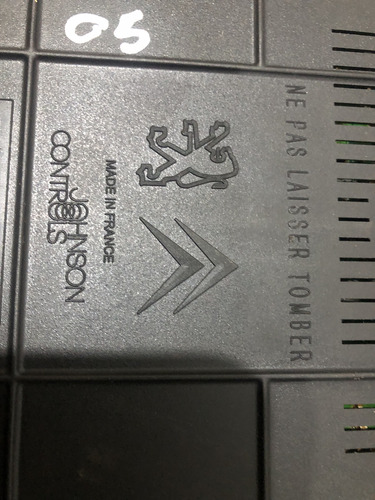 05
NE PAS LAISSER TOMBER
MADE IN FRANCE
JOHNSON
CONTROLS